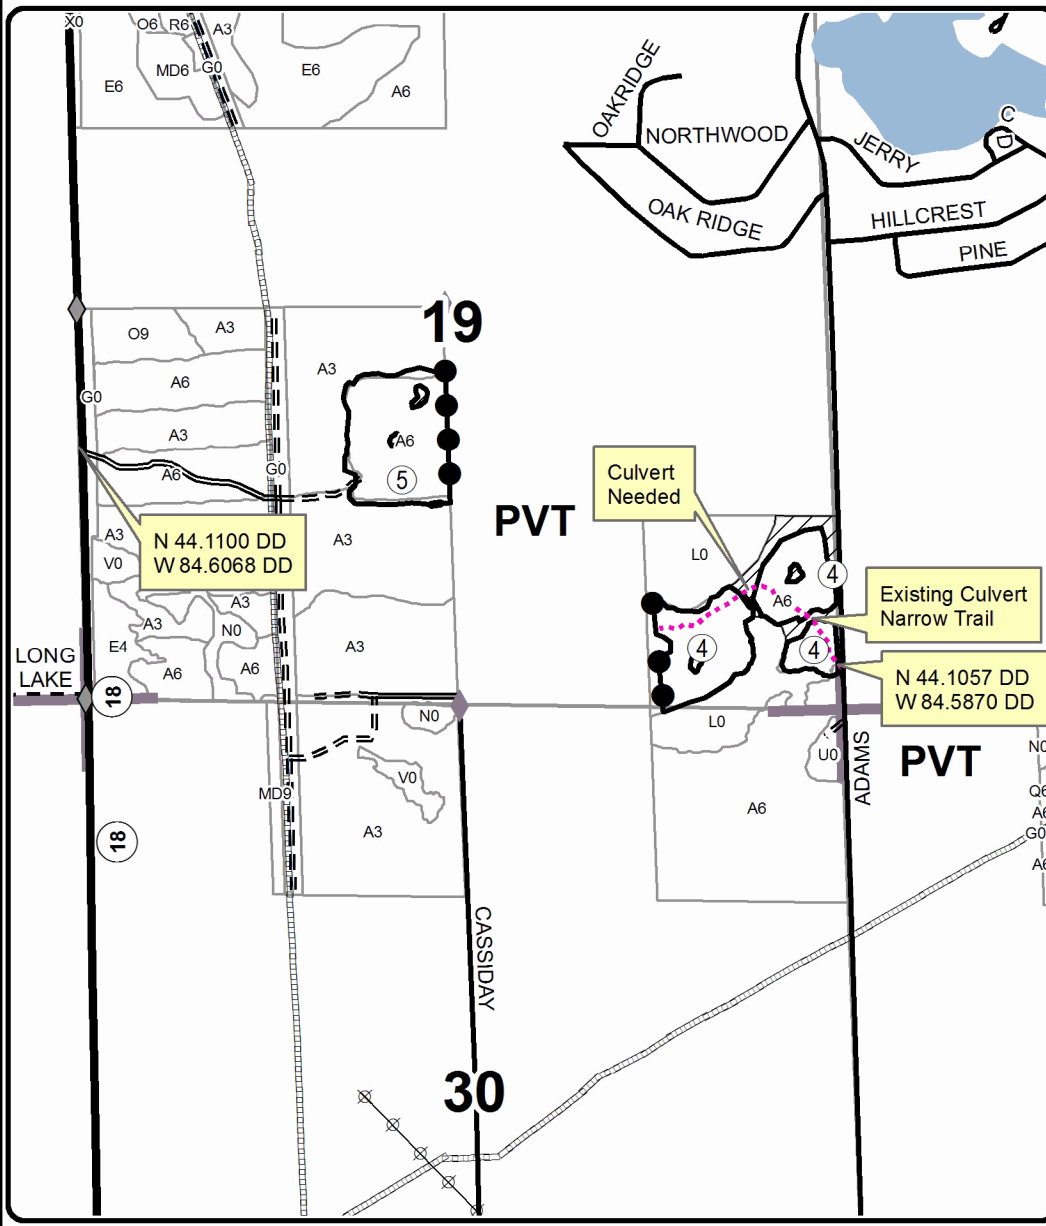 X0
O6
R6
A3
G0
MD6
E6
E6
A6
OAKRIDGE
NORTHWOOD
OAK RIDGE
JERRY
C
D
HILLCREST
PINE
19
O9
A3
A3
A6
G0
A3
A6
G0
A6
5
PVT
Culvert
Needed
N 44.1100 DD
W 84.6068 DD
A3
V0
A3
L0
4
A6
Existing Culvert
Narrow Trail
A3
A3
N0
E4
A6
A6
A3
4
4
N 44.1057 DD
W 84.5870 DD
LONG
LAKE
18
N0
L0
U0
ADAMS
PVT
N0
V0
MD9
A3
A6
Q6
A6
G0
A6
18
CASSIDAY
30